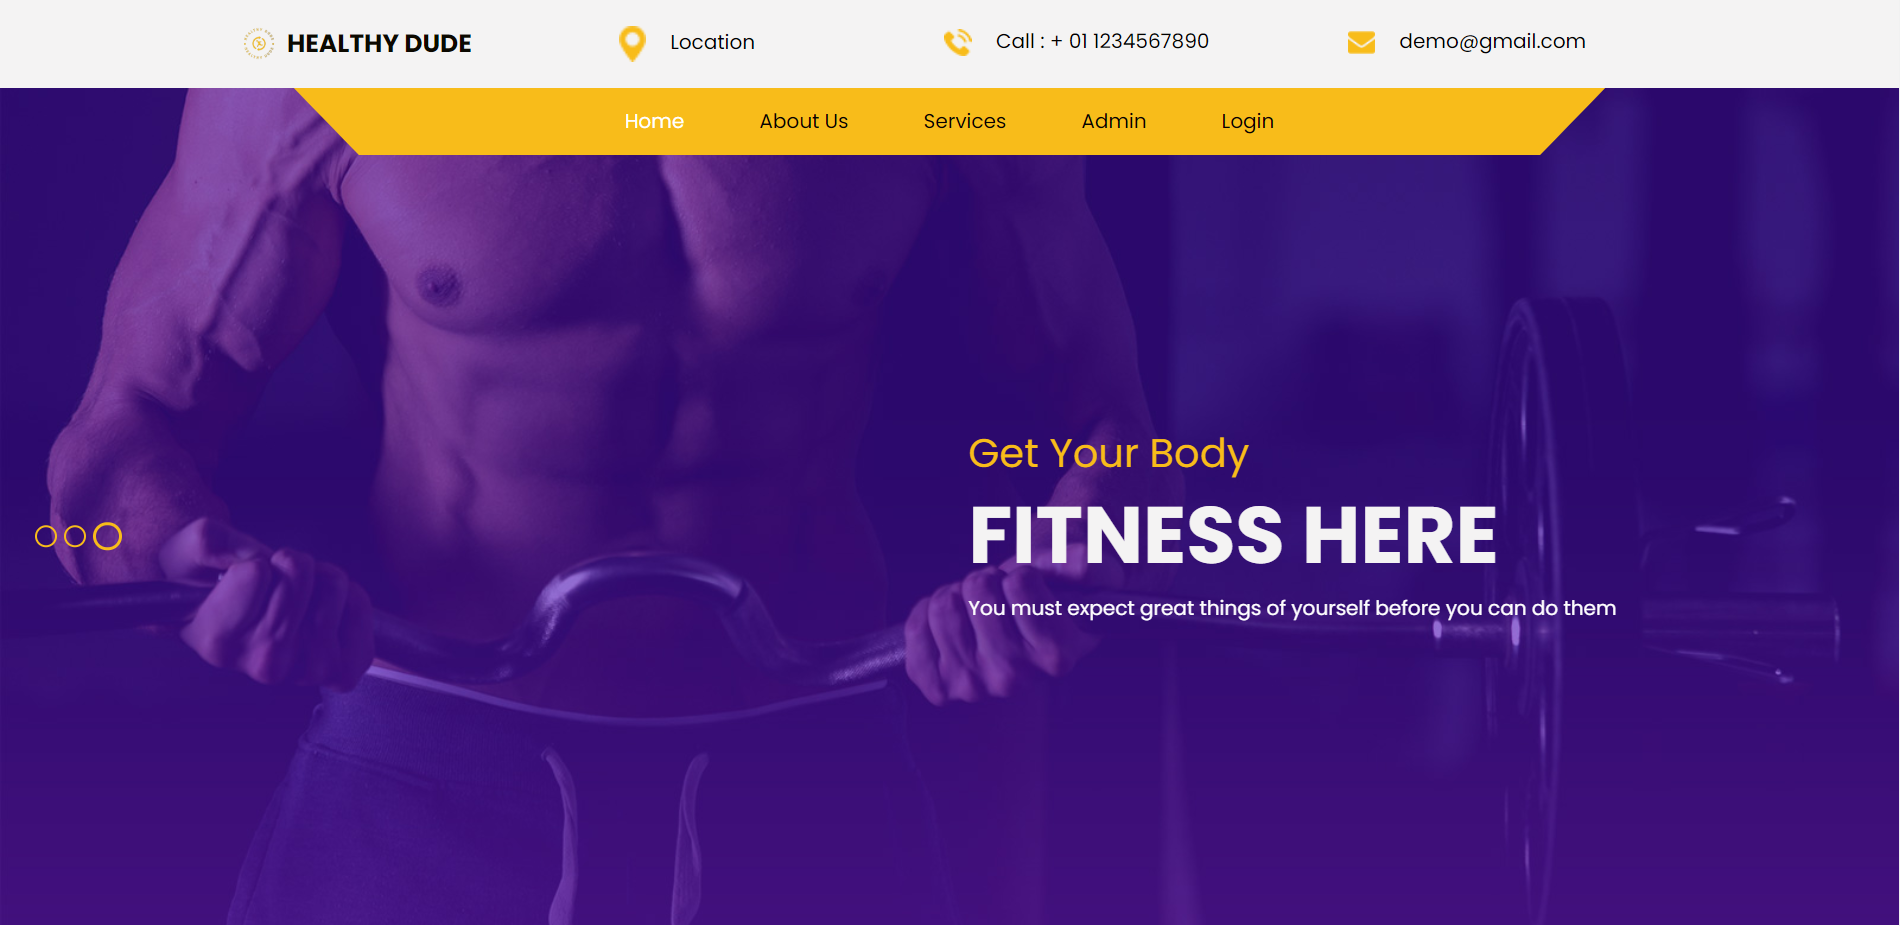 HEALTHY DUDE
Location
Call : + 01 1234567890
demo@gmail.com
Home About Us Services Admin Login
Get Your Body
FITNESS HERE
You must expect great things of yourself before you can do them